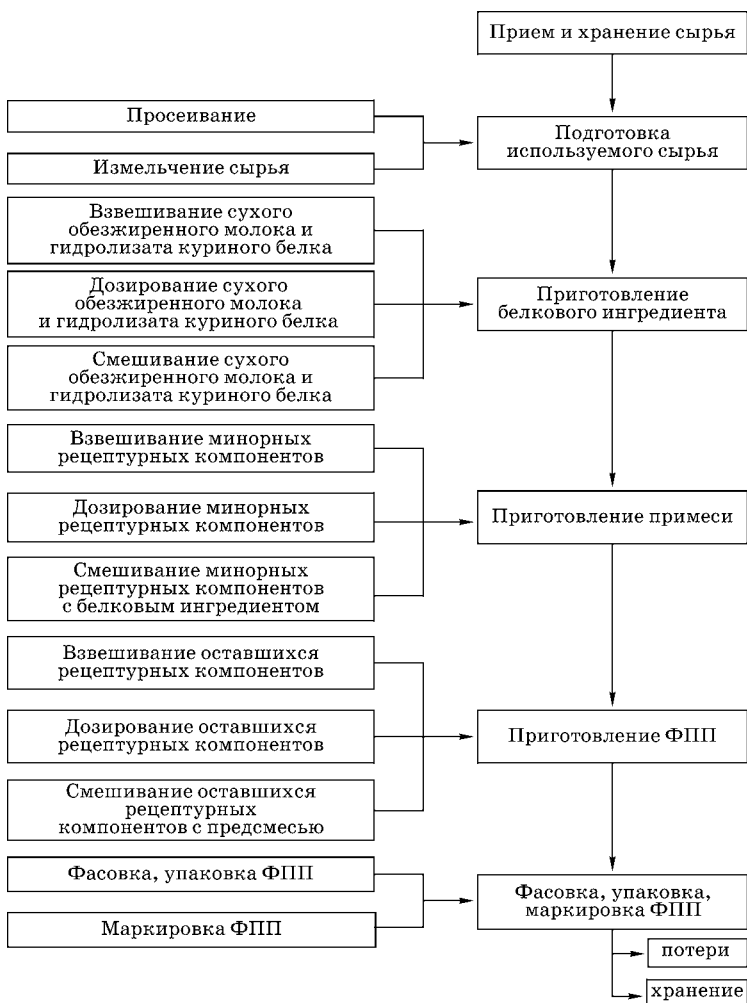 Прием и хранение сырья
Просеивание
Измельчение сырья
Подготовка
используемого сырья
Взвешивание сухого
обезжиренного молока и
гидролизата куриного белка
Дозирование сухого
обезжиренного молока
и гидролизата куриного белка
Смешивание сухого
обезжиренного молока и
гидролизата куриного белка
Приготовление
белкового ингредиента
Взвешивание минорных
рецептурных компонентов
Дозирование минорных
рецептурных компонентов
Смешивание минорных
рецептурных компонентов
с белковым ингредиентом
Приготовление примеси
Взвешивание оставшихся
рецептурных компонентов
Дозирование оставшихся
рецептурных компонентов
Смешивание оставшихся
рецептурных
компонентов с предсмесью
Приготовление ФПП
Фасовка, упаковка ФПП
Маркировка ФПП
Фасовка, упаковка,
маркировка ФПП
потери
хранение